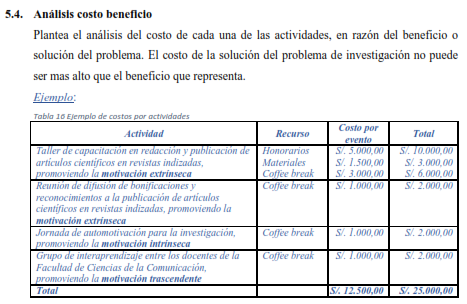 5.4. Análisis costo beneficio
Plantea el análisis del costo de cada una de las actividades, en razón del beneficio o
solución del problema. El costo de la solución del problema de investigación no puede
ser mas alto que el beneficio que representa.
Ejemplo:
Tabla 16 Ejemplo de costos por actividades
Actividad Recurso Costo por evento Total
Taller de capacitación en redacción y publicación de Honorarios S/. 5.000,00 S/. 10.000,00
artículos científicos en revistas indizadas, Materiales S/. 1.500,00 S/. 3.000,00
promoviendo la motivación extrínseca Coffee break S/. 3.000,00 S/. 6.000,00
Reunión de difusión de bonificaciones y Coffee break S/. 1.000,00 S/. 2.000,00
reconocimientos a la publicación de artículos
científicos en revistas indizadas, promoviendo la
motivación extrínseca
Jornada de automotivación para la investigación, Coffee break S/. 1.000,00 S/. 2.000,00
promoviendo la motivación intrínseca
Grupo de interaprendizaje entre los docentes de la Coffee break S/. 1.000,00 S/. 2.000,00
Facultad de Ciencias de la Comunicación,
promoviendo la motivación trascendente
Total S/. 12.500,00 S/. 25.000,00